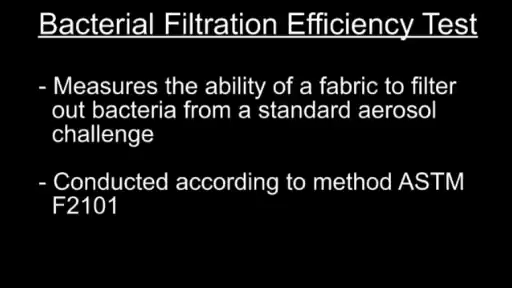 Bacterial Filtration Efficiency Test
- Measures the ability of a fabric to filter
out bacteria from a standard aerosol
challenge
- Conducted according to method ASTM
F2101